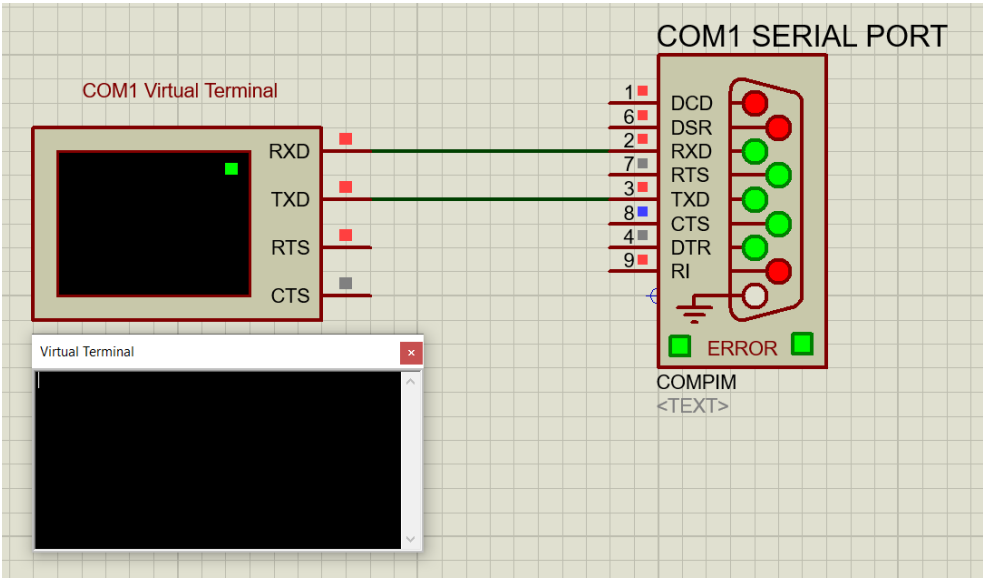 COM1 SERIAL PORT
COM1 Virtual Terminal
RXD
TXD
RTS
CTS
1
DCD
6
DSR
2
RXD
7
RTS
3
TXD
8
CTS
4
DTR
9
RI
ERROR
COMPIM
<TEXT>
Virtual Terminal